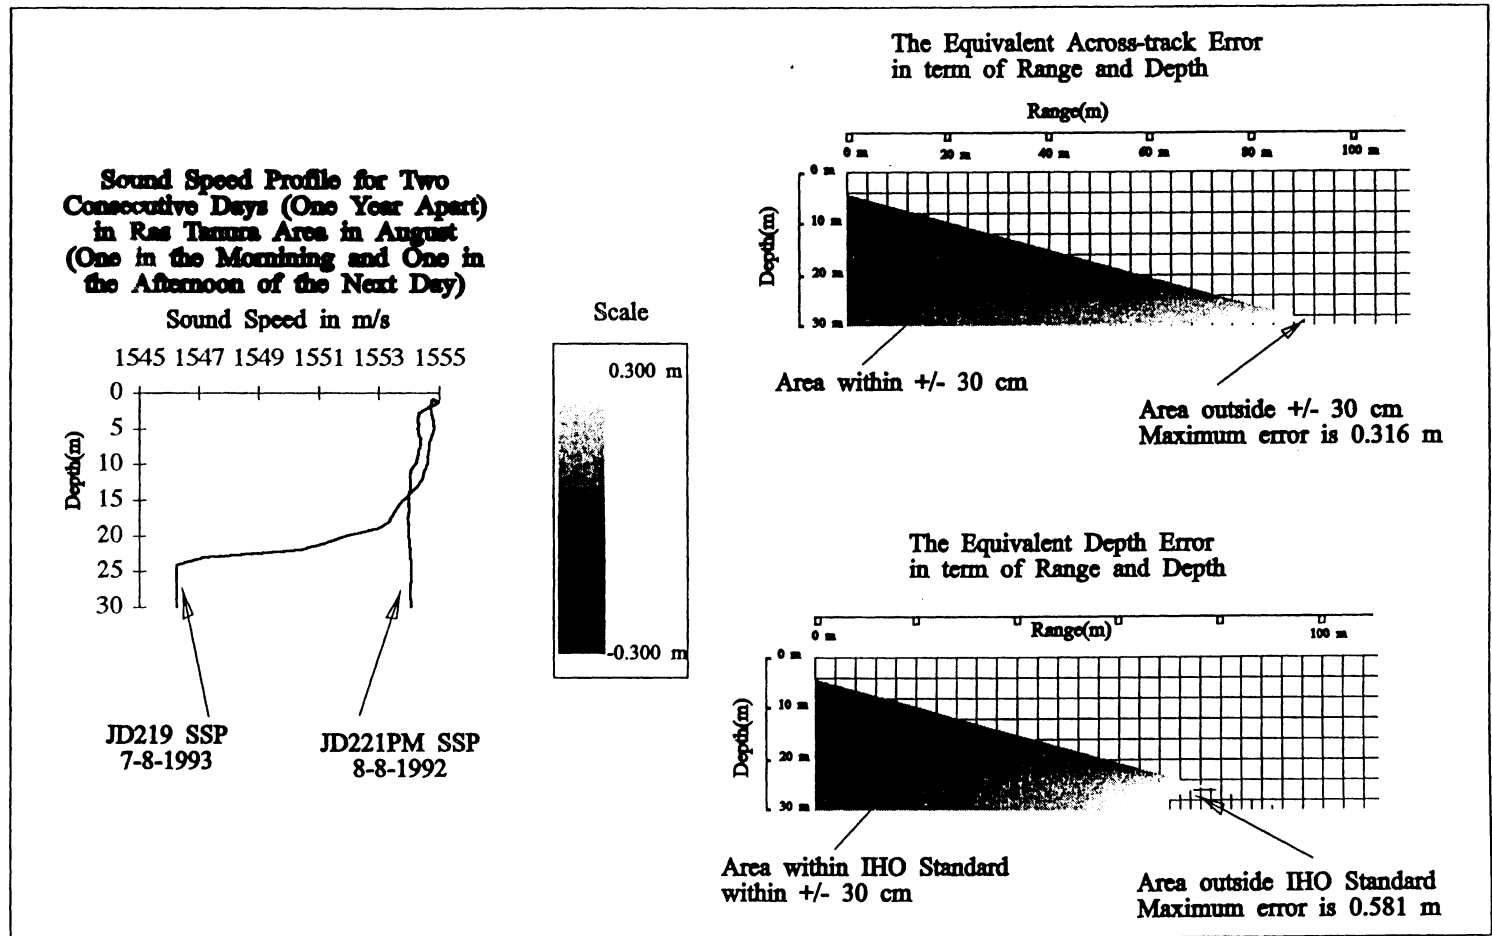 Sound Speed Profile for Two
Consecutive Days (One Year Apart)
in Ras Tanura Area in August
(One in the Mornining and One in
the Afternoon of the Next Day)
Sound Speed in m/s
1545 1547 1549 1551 1553 1555
Depth(m)
0
5
10
15
20
25
30
JD219 SSP
7-8-1993
JD221PM SSP
8-8-1992
Scale
0.300 m
-0.300 m
The Equivalent Across-track Error
in term of Range and Depth
Range(m)
0 m 20 m 40 m 60 m 80 m 100 m
Depth(m)
0 m
10 m
20 m
30 m
Area within +/- 30 cm
Area outside +/- 30 cm
Maximum error is 0.316 m
The Equivalent Depth Error
in term of Range and Depth
Range(m)
0 m 100 m
Depth(m)
0 m
10 m
20 m
30 m
Area within IHO Standard
within +/- 30 cm
Area outside IHO Standard
Maximum error is 0.581 m